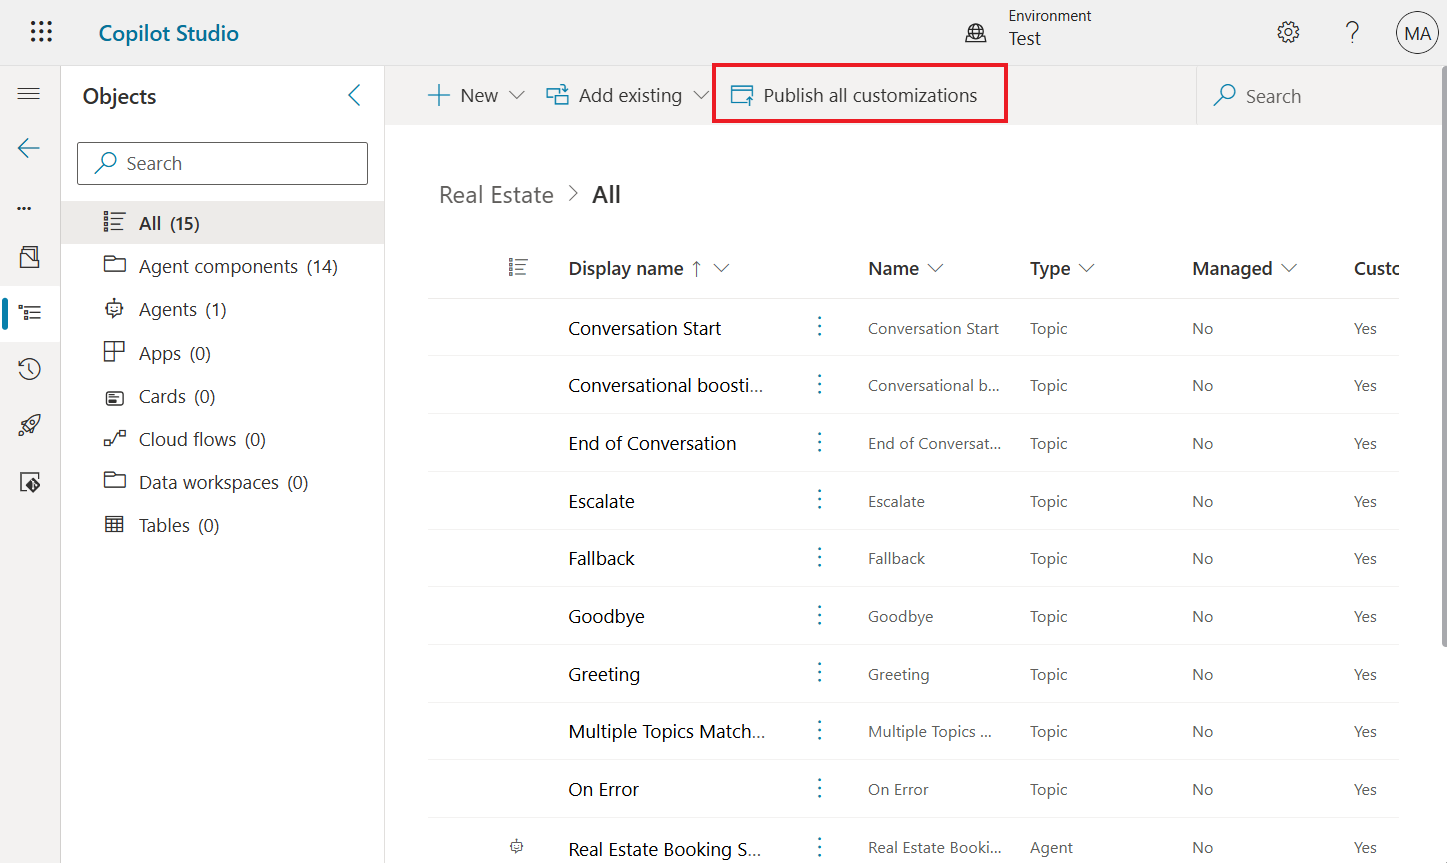 Copilot Studio
Environment
Test
?
MA
Objects
New
Add existing
Publish all customizations
Search
Search
All (15)
Agent components (14)
Agents (1)
Apps (0)
Cards (0)
Cloud flows (0)
Data workspaces (0)
Tables (0)
Real Estate > All
Display name ↑ Name Type Managed Custo
Conversation Start Conversation Start Topic No Yes
Conversational boosti... Conversational b... Topic No Yes
End of Conversation End of Conversat... Topic No Yes
Escalate Escalate Topic No Yes
Fallback Fallback Topic No Yes
Goodbye Goodbye Topic No Yes
Greeting Greeting Topic No Yes
Multiple Topics Match... Multiple Topics ... Topic No Yes
On Error On Error Topic No Yes
Real Estate Booking S... Real Estate Booki... Agent No Yes